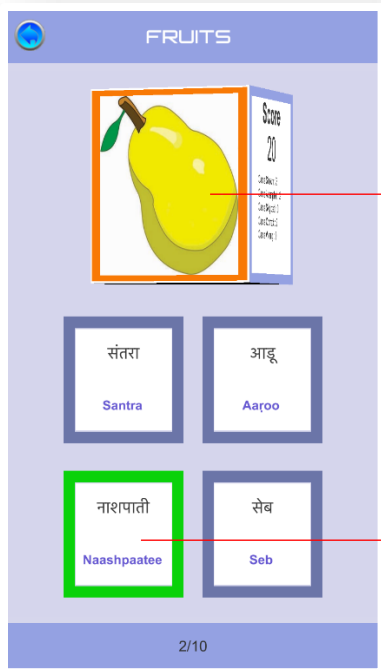 FRUITS
Score
20
संतरा
Santra
आड़ू
Aaṛoo
नाशपाती
Naashpaatee
सेब
Seb
2/10